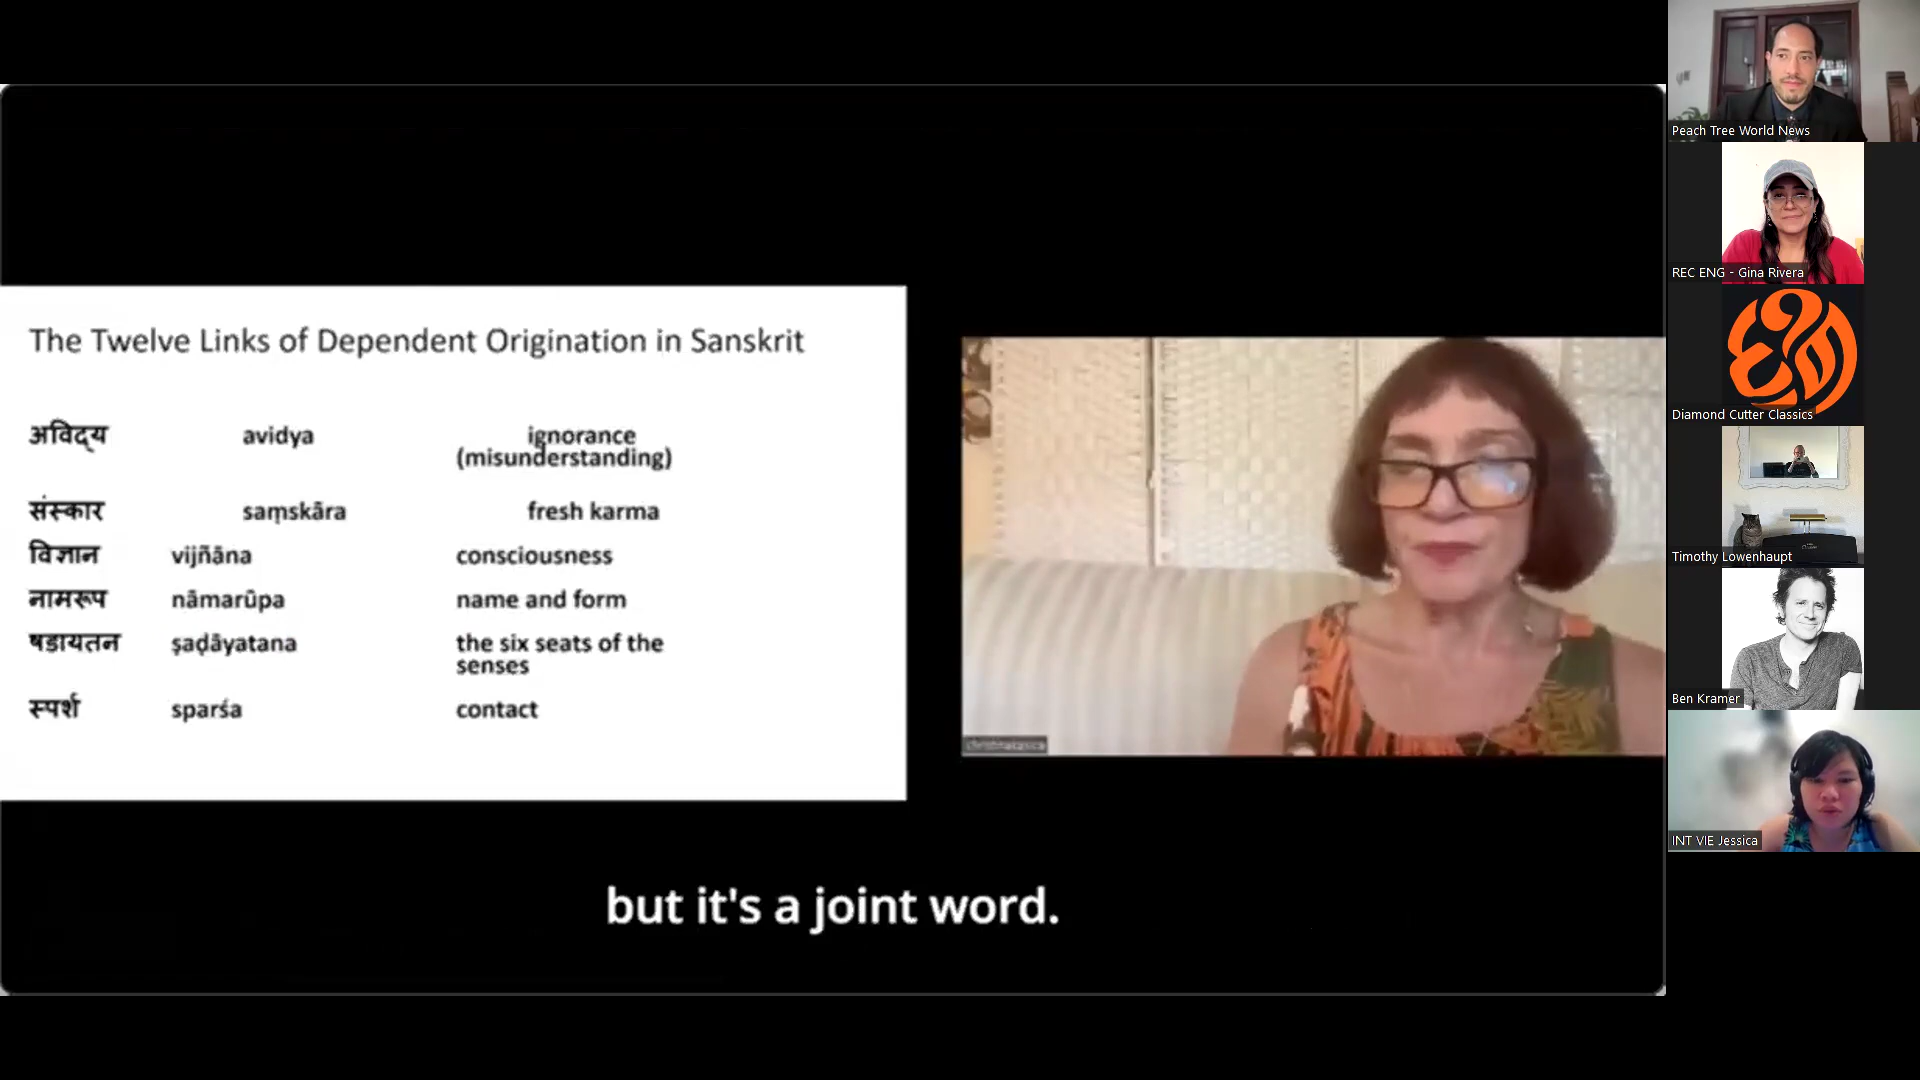 The Twelve Links of Dependent Origination in Sanskrit
अविद्य avidya ignorance
(misunderstanding)
संस्कार saṃskāra fresh karma
विज्ञान vijñāna consciousness
नामरूप nāmarūpa name and form
षडायतन ṣaḍāyatana the six seats of the
senses
स्पर्श sparśa contact
but it's a joint word.
Peach Tree World News
REC ENG - Gina Rivera
Diamond Cutter Classics
Timothy Lowenhaupt
Ben Kramer
INT VIE Jessica